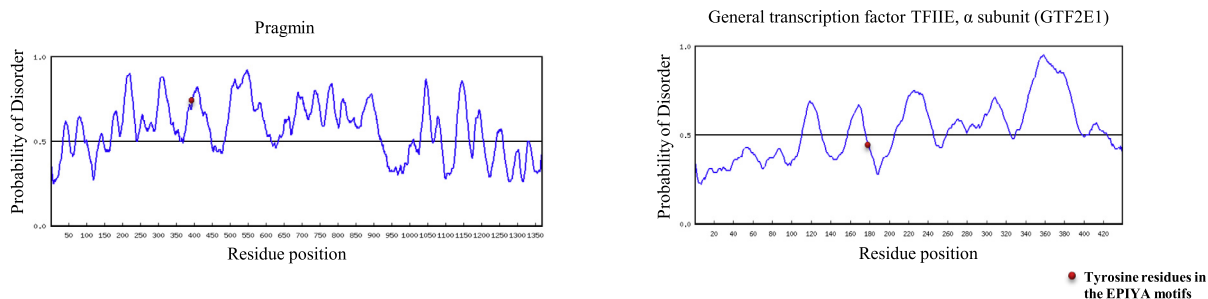 Pragmin
Probability of Disorder
1.0
0.5
0.0
50 100 150 200 250 300 350 400 450 500 550 600 650 700 750 800 850 900 950 1000 1050 1100 1150 1200 1250 1300 1350
Residue position
General transcription factor TFIIE, α subunit (GTF2E1)
Probability of Disorder
1.0
0.5
0.0
20 40 60 80 100 120 140 160 180 200 220 240 260 280 300 320 340 360 380 400 420
Residue position
Tyrosine residues in
the EPIYA motifs